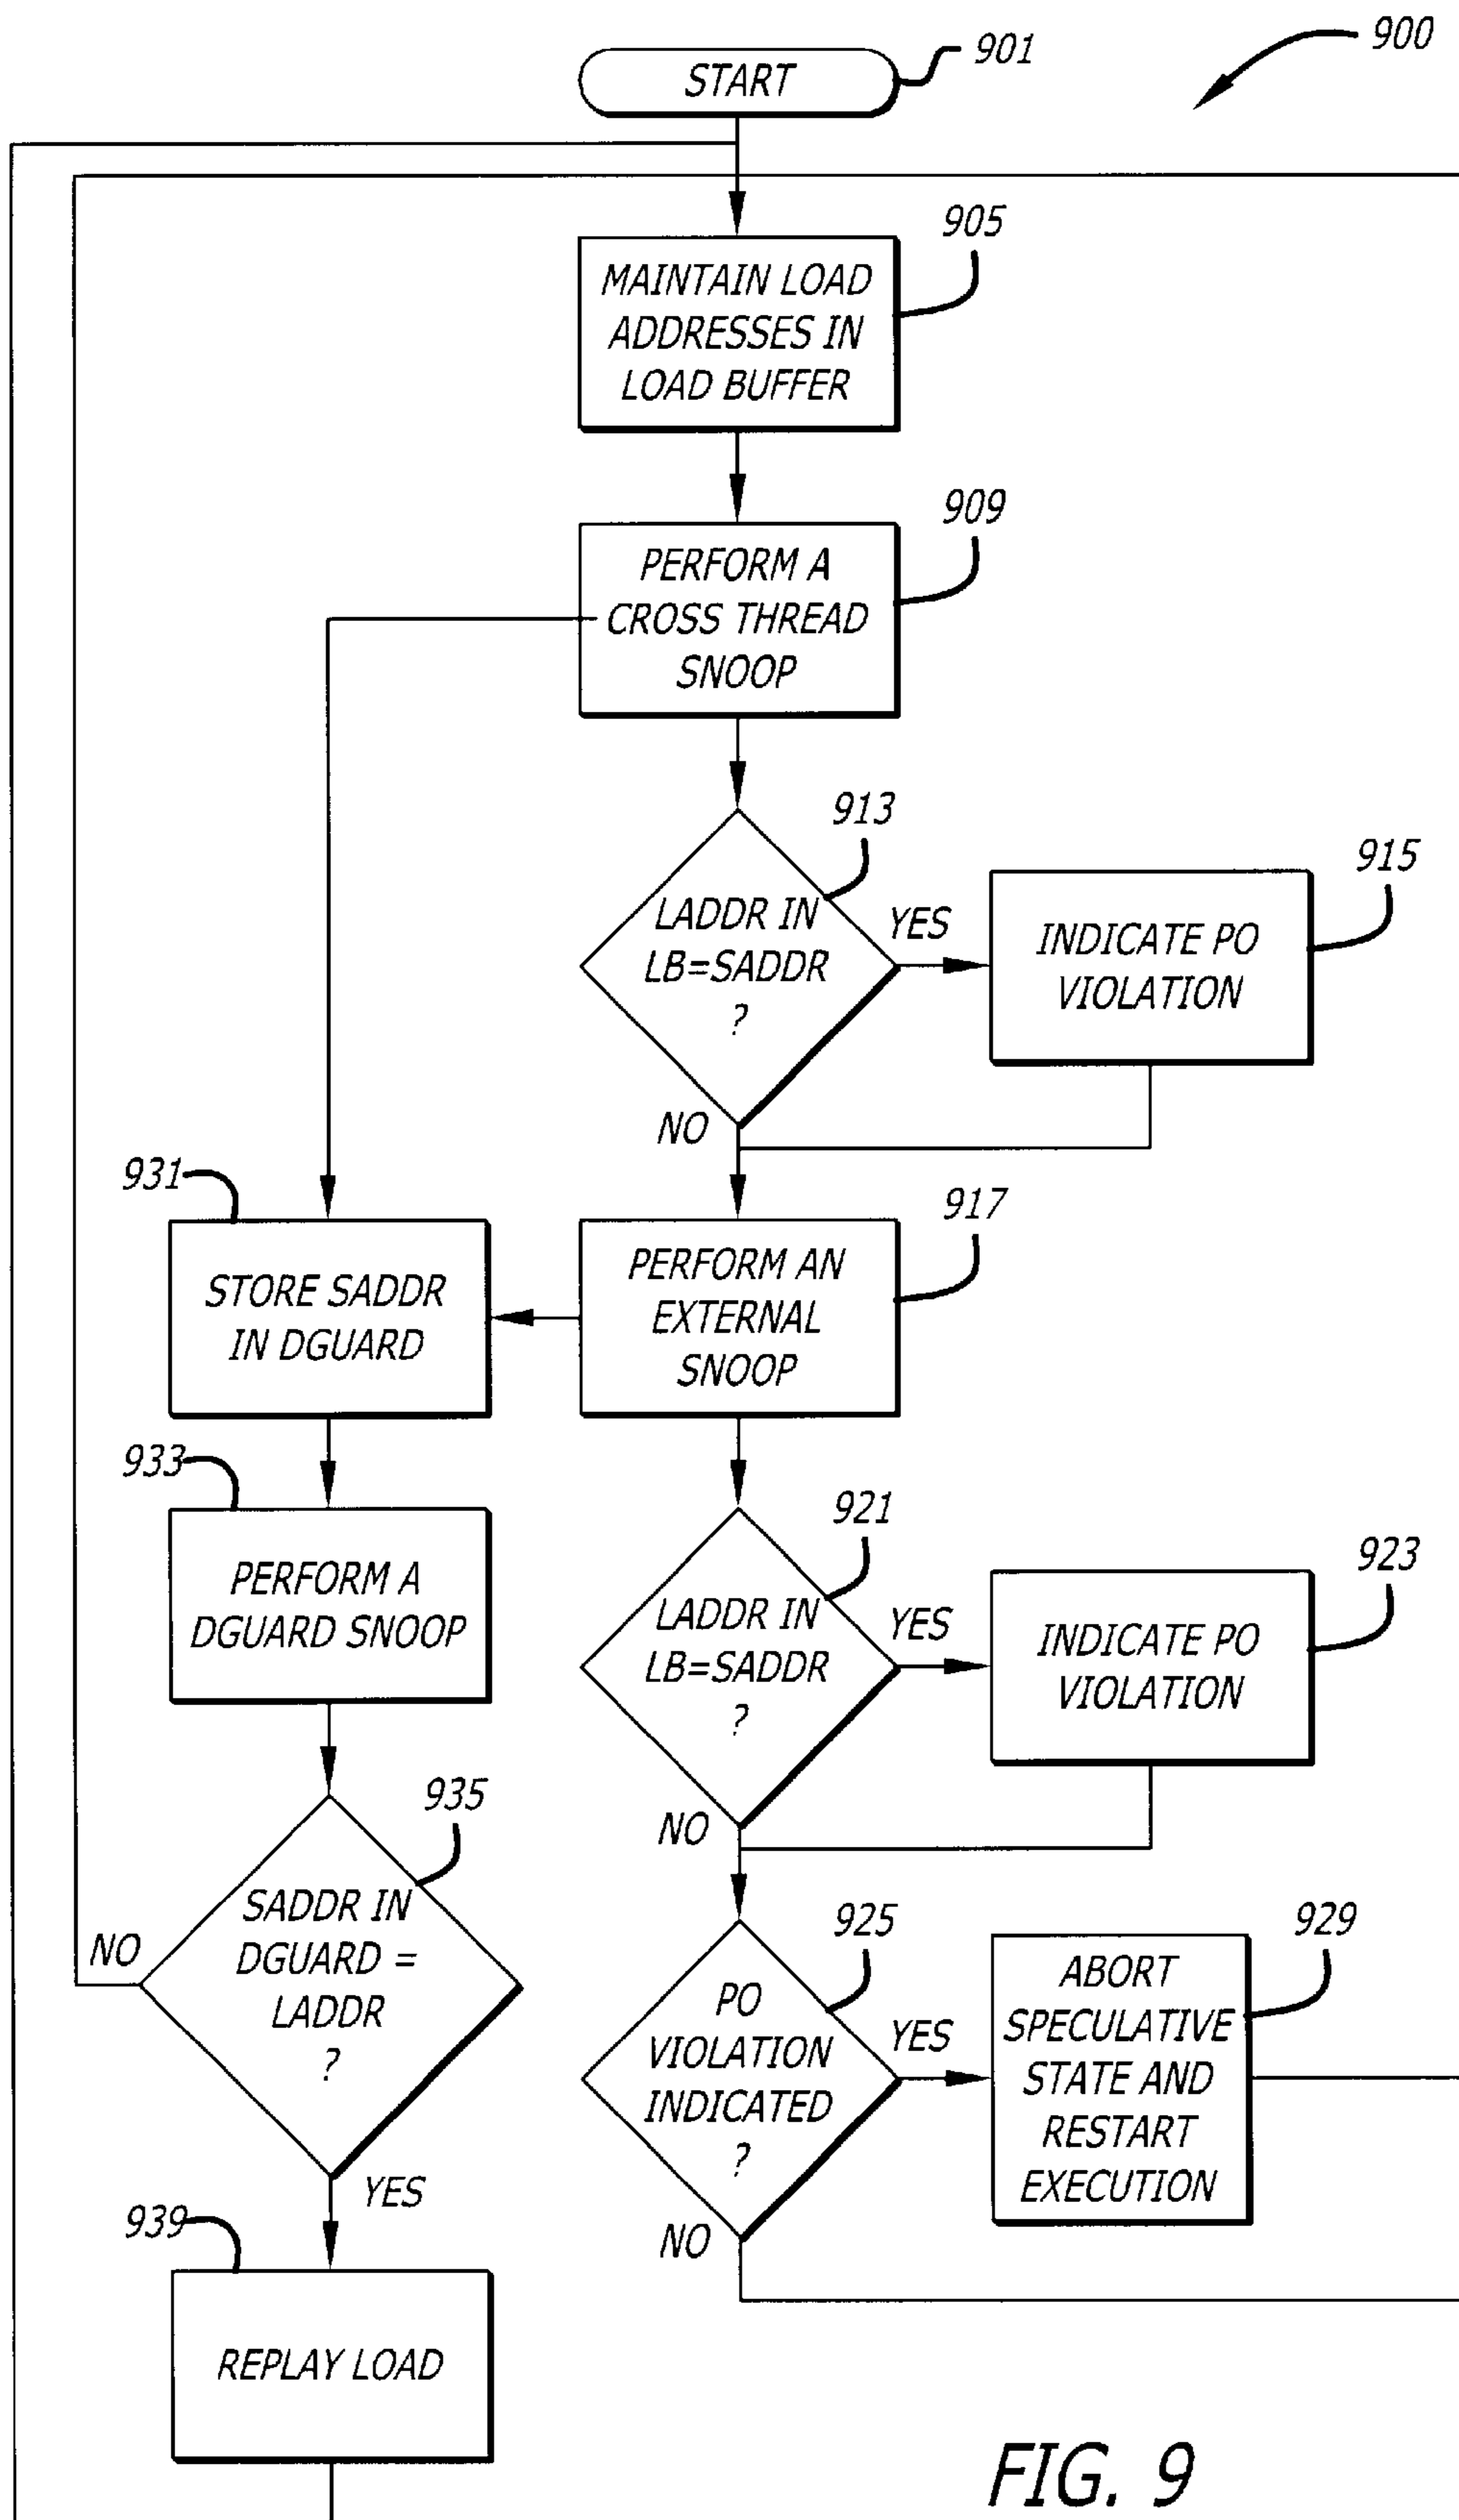 900
START
901
MAINTAIN LOAD
ADDRESSES IN
LOAD BUFFER
905
PERFORM A
CROSS THREAD
SNOOP
909
LADDR IN
LB=SADDR
?
913
YES
NO
INDICATE PO
VIOLATION
915
931
STORE SADDR
IN DGUARD
PERFORM AN
EXTERNAL
SNOOP
917
933
PERFORM A
DGUARD SNOOP
LADDR IN
LB=SADDR
?
921
YES
NO
INDICATE PO
VIOLATION
923
SADDR IN
DGUARD =
LADDR
?
935
NO
YES
PO
VIOLATION
INDICATED
?
925
YES
NO
ABORT
SPECULATIVE
STATE AND
RESTART
EXECUTION
929
939
REPLAY LOAD
FIG. 9